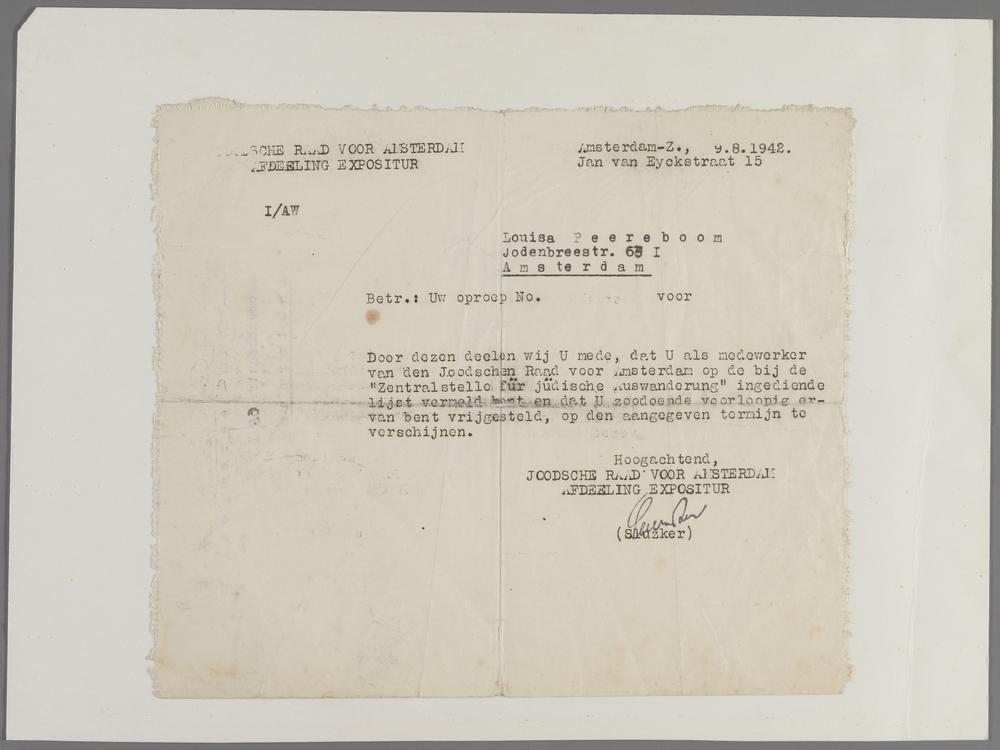 JOODSCHE RAAD VOOR AMSTERDAM
AFDEELING EXPOSITUR
Amsterdam-Z., 9.8.1942.
Jan van Eyckstraat 15
I/AW
Louisa Peereboom
Jodenbreestr. 63 I
Amsterdam
Betr.: Uw oproep No. voor
Door dezen deelen wij U mede, dat U als medewerker
van den Joodschen Raad voor Amsterdam op de bij de
"Zentralstelle für jüdische Auswanderung" ingediende
lijst vermeld bent en dat U zoodoende voorloopig er-
van bent vrijgesteld, op den aangegeven termijn te
verschijnen.
Hoogachtend,
JOODSCHE RAAD VOOR AMSTERDAM
AFDEELING EXPOSITUR
(Sluzker)